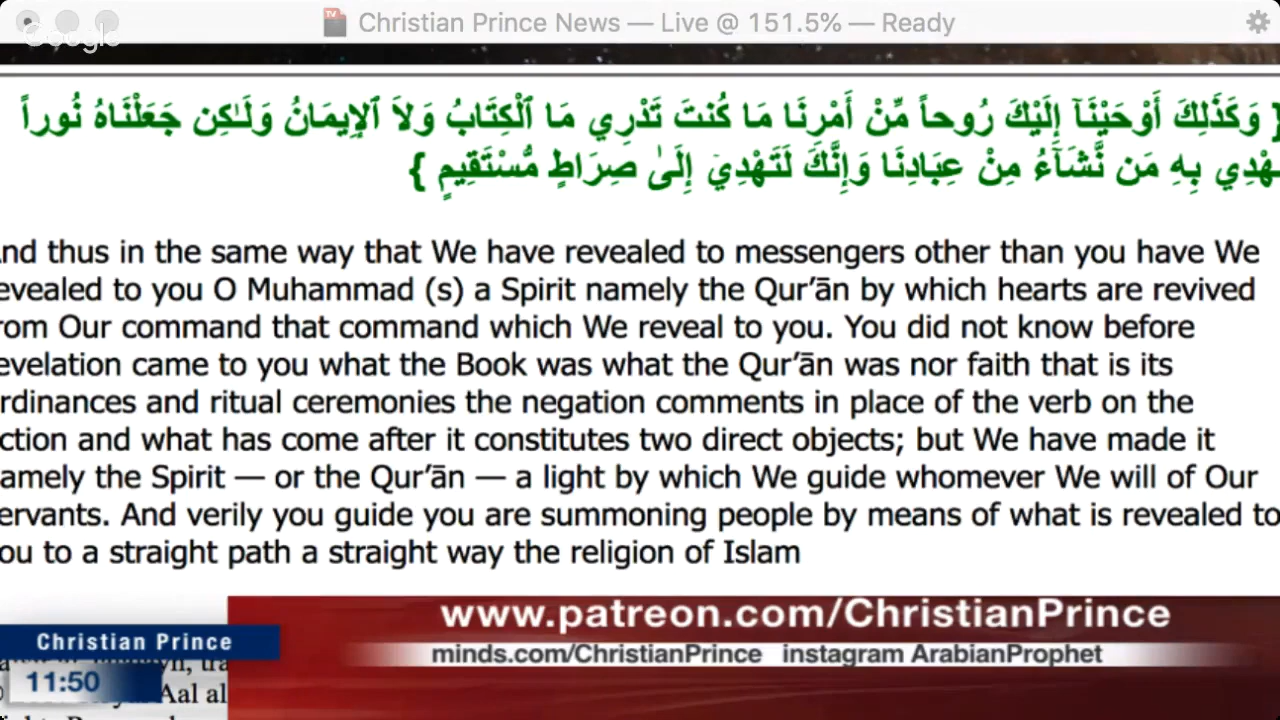 Christian Prince News — Live @ 151.5% — Ready
Google
{ وَكَذَلِكَ أَوْحَيْنَآ إِلَيْكَ رُوحاً مِّنْ أَمْرِنَا مَا كُنتَ تَدْرِي مَا ٱلْكِتَابُ وَلاَ ٱلإِيمَانُ وَلَـٰكِن جَعَلْنَاهُ نُوراً
هْدِي بِهِ مَن نَّشَآءُ مِنْ عِبَادِنَا وَإِنَّكَ لَتَهْدِيۤ إِلَىٰ صِرَاطٍ مُّسْتَقِيمٍ }
nd thus in the same way that We have revealed to messengers other than you have We
evealed to you O Muhammad (s) a Spirit namely the Qur’ān by which hearts are revived
rom Our command that command which We reveal to you. You did not know before
evelation came to you what the Book was what the Qur’ān was nor faith that is its
rdinances and ritual ceremonies the negation comments in place of the verb on the
ction and what has come after it constitutes two direct objects; but We have made it
amely the Spirit — or the Qur’ān — a light by which We guide whomever We will of Our
ervants. And verily you guide you are summoning people by means of what is revealed to
ou to a straight path a straight way the religion of Islam
www.patreon.com/ChristianPrince
Christian Prince
minds.com/ChristianPrince instagram ArabianProphet
11:50
Aal al